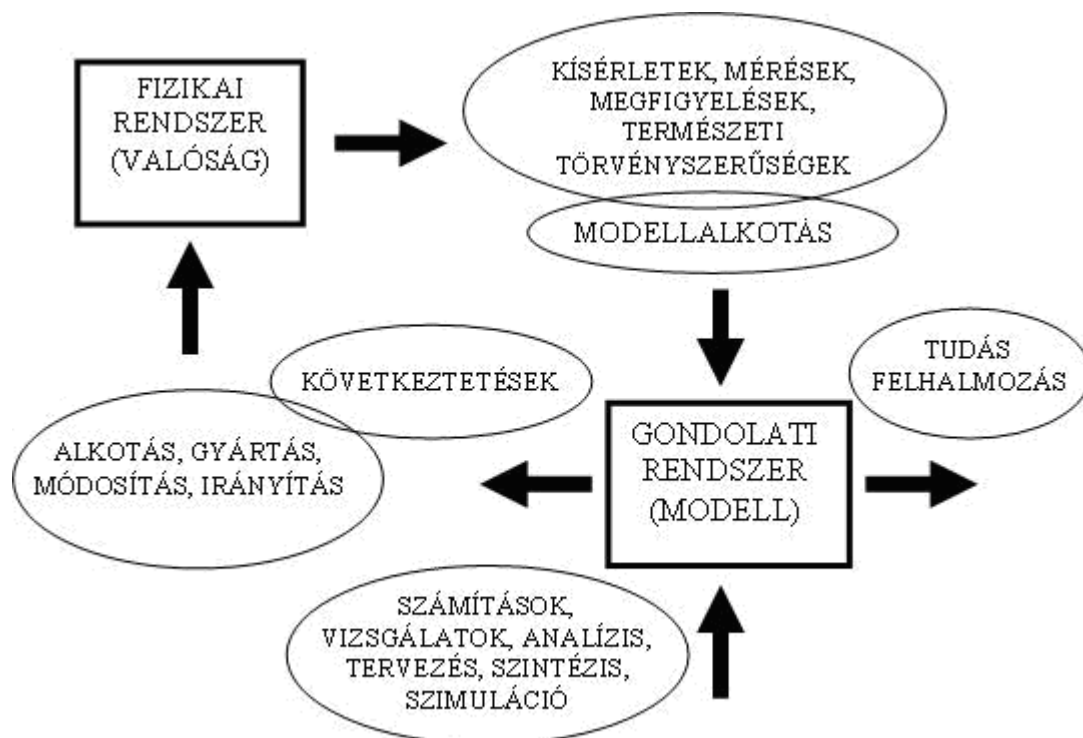 FIZIKAI
RENDSZER
(VALÓSÁG)
KÍSÉRLETEK, MÉRÉSEK,
MEGFIGYELÉSEK,
TERMÉSZETI
TÖRVÉNYSZERŰSÉGEK
MODELLALKOTÁS
TUDÁS
FELHALMOZÁS
KÖVETKEZTETÉSEK
ALKOTÁS, GYÁRTÁS,
MÓDOSÍTÁS, IRÁNYÍTÁS
GONDOLATI
RENDSZER
(MODELL)
SZÁMÍTÁSOK,
VIZSGÁLATOK, ANALÍZIS,
TERVEZÉS, SZINTÉZIS,
SZIMULÁCIÓ